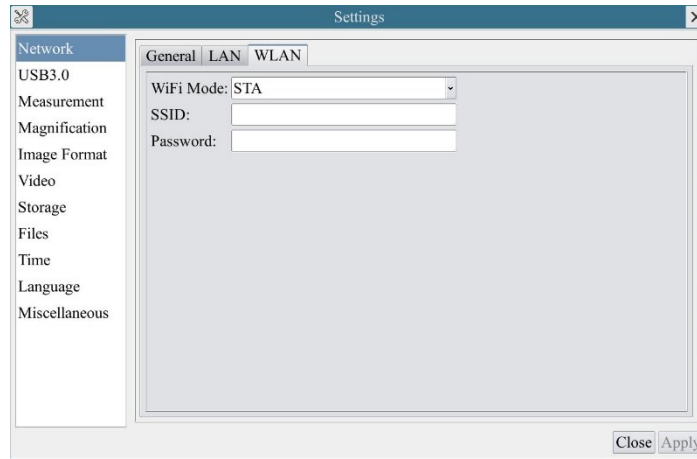 Settings
Network
USB3.0
Measurement
Magnification
Image Format
Video
Storage
Files
Time
Language
Miscellaneous
General LAN WLAN
WiFi Mode: STA
SSID:
Password:
Close Apply